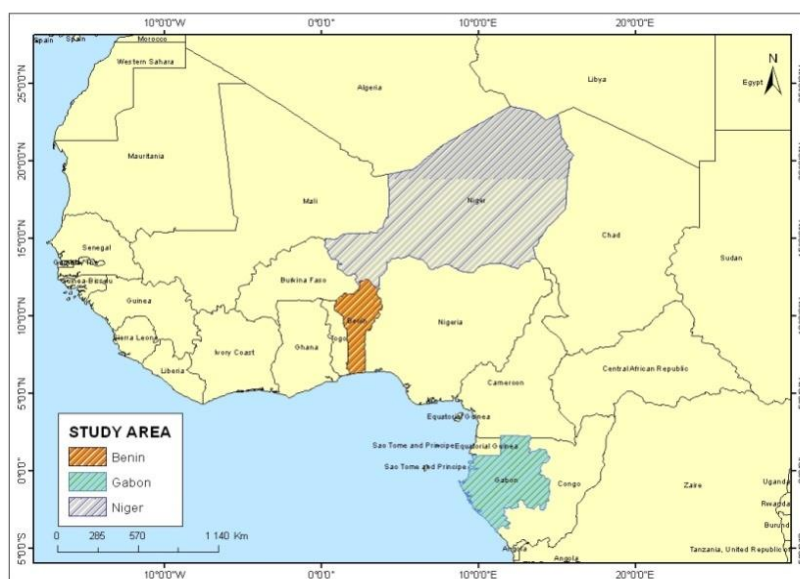 10°0'0"W 0°0'0" 10°0'0"E 20°0'0"E
Spain Spain Morocco
Western Sahara
Algeria
Libya
Egypt
N
25°0'0"N
20°0'0"N
15°0'0"N
10°0'0"N
5°0'0"N
0°0'0"
5°0'0"S
Mauritania
Mali
Niger
Chad
Sudan
Senegal
Guinea-Bissau
Burkina Faso
Guinea
Benin
Nigeria
Sierra Leone
Ivory Coast
Ghana
Togo
Liberia
Central African Republic
Cameroon
Equatorial Guinea
Sao Tome and Principe Equatorial Guinea
Sao Tome and Principe
Gabon
Congo
Zaire
Uganda
Rwanda
Burund
Angola
Angola
Tanzania, United Republic of
STUDY AREA
Benin
Gabon
Niger
0 285 570 1 140 Km
10°0'0"W 0°0'0" 10°0'0"E 20°0'0"E